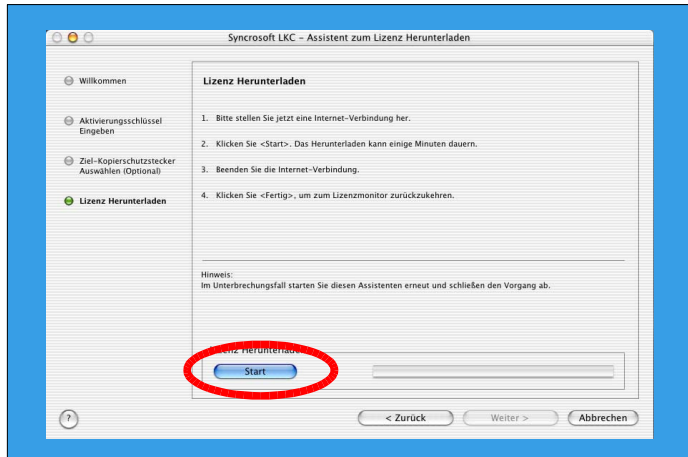 Syncrosoft LKC – Assistent zum Lizenz Herunterladen
Willkommen
Aktivierungsschlüssel
Eingeben
Ziel-Kopierschutzstecker
Auswählen (Optional)
Lizenz Herunterladen
Lizenz Herunterladen
1. Bitte stellen Sie jetzt eine Internet-Verbindung her.
2. Klicken Sie <Start>. Das Herunterladen kann einige Minuten dauern.
3. Beenden Sie die Internet-Verbindung.
4. Klicken Sie <Fertig>, um zum Lizenzmonitor zurückzukehren.
Hinweis:
Im Unterbrechungsfall starten Sie diesen Assistenten erneut und schließen den Vorgang ab.
Lizenz Herunterladen
Start
?
< Zurück
Weiter >
Abbrechen